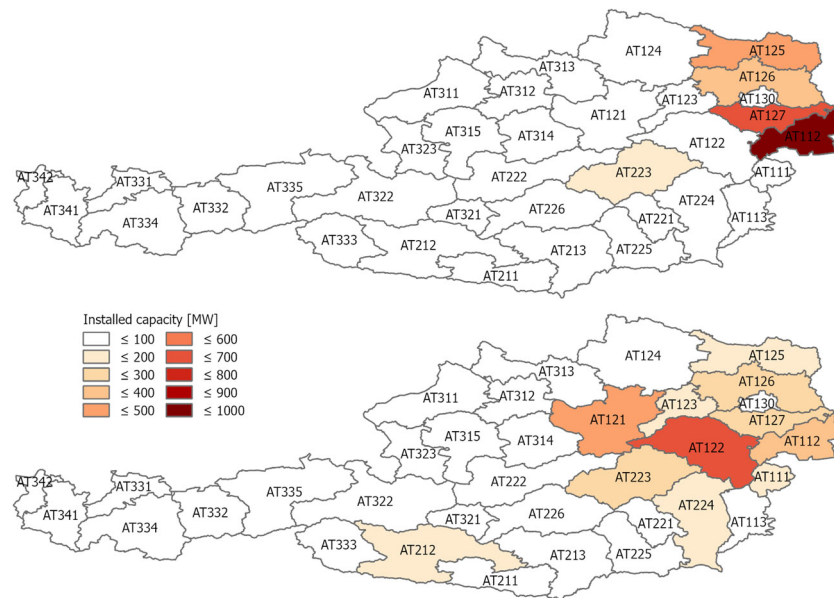 AT124
AT125
AT313
AT126
AT311
AT312
AT123
AT130
AT121
AT127
AT315
AT314
AT112
AT323
AT122
AT342
AT331
AT222
AT223
AT111
AT335
AT341
AT332
AT322
AT321
AT226
AT224
AT334
AT221
AT113
AT333
AT212
AT213
AT225
AT211
Installed capacity [MW]
≤ 100 ≤ 600
≤ 200 ≤ 700
≤ 300 ≤ 800
≤ 400 ≤ 900
≤ 500 ≤ 1000
AT124
AT125
AT313
AT126
AT311
AT312
AT123
AT130
AT121
AT127
AT315
AT314
AT112
AT323
AT122
AT342
AT331
AT222
AT223
AT111
AT335
AT341
AT332
AT322
AT321
AT226
AT224
AT334
AT221
AT113
AT333
AT212
AT213
AT225
AT211